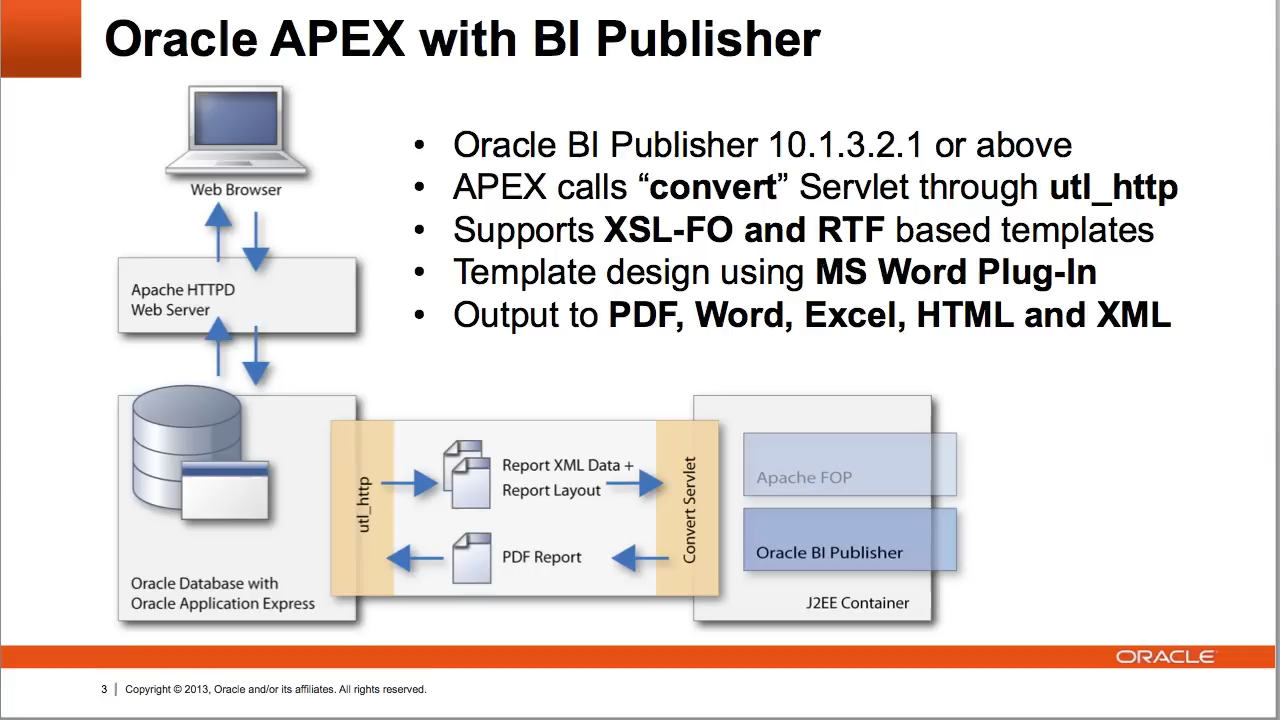 Oracle APEX with BI Publisher
Web Browser
Apache HTTPD
Web Server
• Oracle BI Publisher 10.1.3.2.1 or above
• APEX calls “convert” Servlet through utl_http
• Supports XSL-FO and RTF based templates
• Template design using MS Word Plug-In
• Output to PDF, Word, Excel, HTML and XML
Oracle Database with
Oracle Application Express
utl_http
Report XML Data +
Report Layout
PDF Report
Convert Servlet
Apache FOP
Oracle BI Publisher
J2EE Container
ORACLE
3 | Copyright © 2013, Oracle and/or its affiliates. All rights reserved.